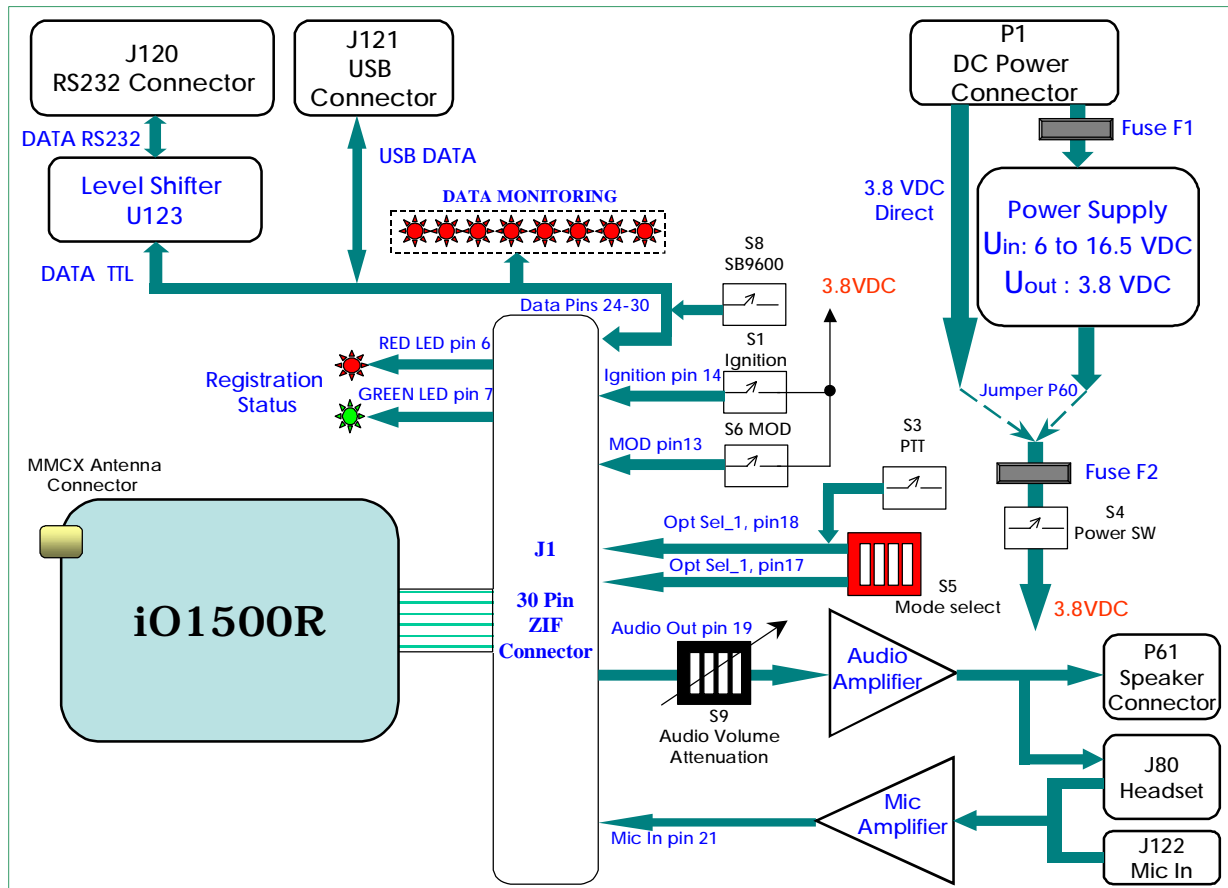 J120
RS232 Connector
J121
USB
Connector
P1
DC Power
Connector
DATA RS232
USB DATA
Fuse F1
Level Shifter
U123
DATA MONITORING
3.8 VDC
Direct
Power Supply
Uin: 6 to 16.5 VDC
Uout : 3.8 VDC
DATA TTL
S8
SB9600
3.8VDC
Data Pins 24-30
RED LED pin 6
S1
Ignition
Registration
Status
GREEN LED pin 7
Ignition pin 14
Jumper P60
S6 MOD
MOD pin13
S3
PTT
MMCX Antenna
Connector
Fuse F2
Opt Sel_1, pin18
S4
Power SW
J1
30 Pin
ZIF
Connector
Opt Sel_1, pin17
S5
Mode select
iO1500R
3.8VDC
Audio Out pin 19
Audio
Amplifier
P61
Speaker
Connector
S9
Audio Volume
Attenuation
J80
Headset
Mic
Amplifier
Mic In pin 21
J122
Mic In